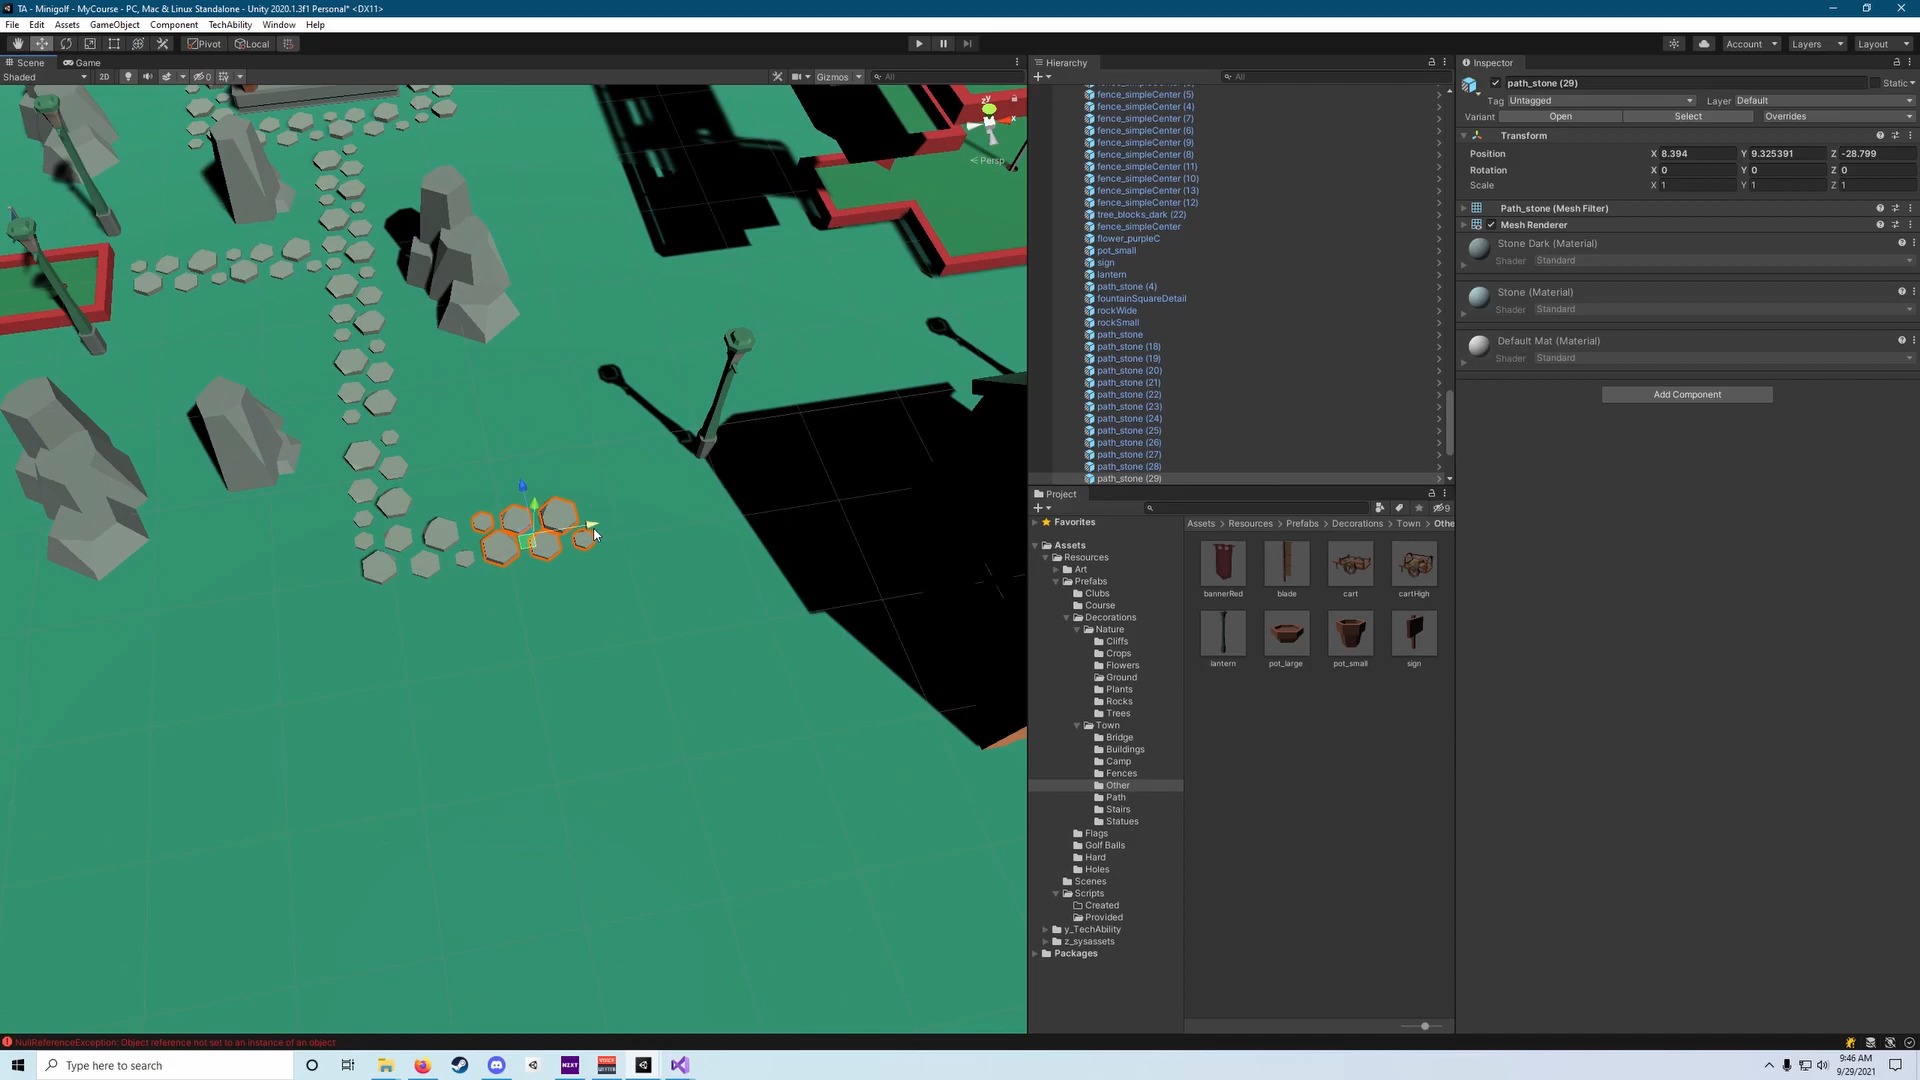 TA - Minigolf - MyCourse - PC, Mac & Linux Standalone - Unity 2020.1.3f1 Personal* <DX11>
File Edit Assets GameObject Component TechAbility Window Help
Pivot Local Account Layers Layout
Scene Game
Shaded 2D 0 Gizmos All
z y x
Persp
Hierarchy
All
fence_simpleCenter (5)
fence_simpleCenter (4)
fence_simpleCenter (7)
fence_simpleCenter (6)
fence_simpleCenter (9)
fence_simpleCenter (8)
fence_simpleCenter (11)
fence_simpleCenter (10)
fence_simpleCenter (13)
fence_simpleCenter (12)
tree_blocks_dark (22)
fence_simpleCenter
flower_purpleC
pot_small
sign
lantern
path_stone (4)
fountainSquareDetail
rockWide
rockSmall
path_stone
path_stone (18)
path_stone (19)
path_stone (20)
path_stone (21)
path_stone (22)
path_stone (23)
path_stone (24)
path_stone (25)
path_stone (26)
path_stone (27)
path_stone (28)
path_stone (29)
Project
9
Favorites
Assets
Resources
Art
Prefabs
Clubs
Course
Decorations
Nature
Cliffs
Crops
Flowers
Ground
Plants
Rocks
Trees
Town
Bridge
Buildings
Camp
Fences
Other
Path
Stairs
Statues
Flags
Golf Balls
Hard
Holes
Scenes
Scripts
Created
Provided
y_TechAbility
z_sysassets
Packages
Assets Resources Prefabs Decorations Town Othe
bannerRed blade cart cartHigh
lantern pot_large pot_small sign
Inspector
path_stone (29) Static
Tag Untagged Layer Default
Variant Open Select Overrides
Transform
Position X 8.394 Y 9.325391 Z -28.799
Rotation X 0 Y 0 Z 0
Scale X 1 Y 1 Z 1
Path_stone (Mesh Filter)
Mesh Renderer
Stone Dark (Material)
Shader Standard
Stone (Material)
Shader Standard
Default Mat (Material)
Shader Standard
Add Component
NullReferenceException: Object reference not set to an instance of an object
Type here to search
NZXT
VOICE
9:46 AM
9/29/2021